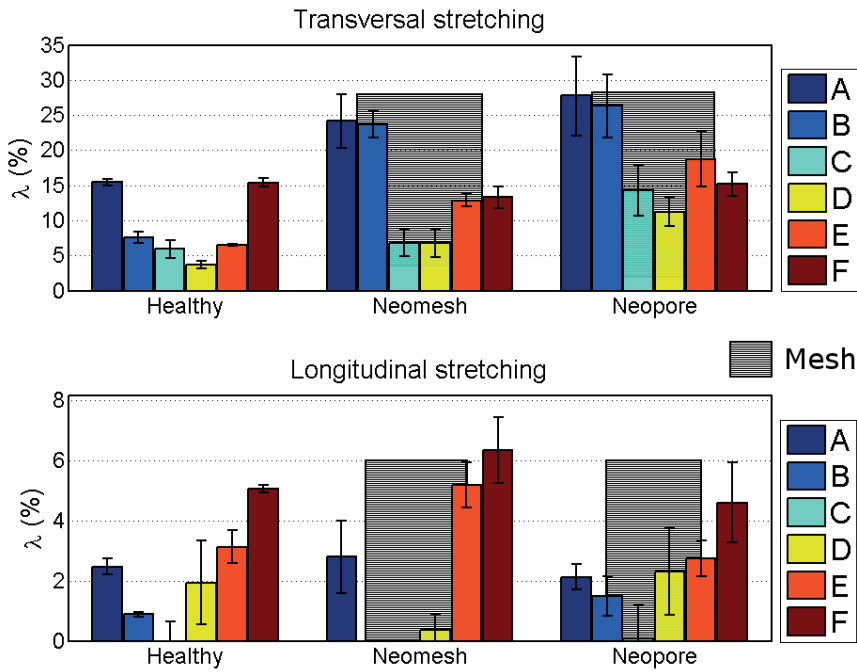 Transversal stretching
35
30
25
20
15
10
5
0
λ (%)
Healthy
Neomesh
Neopore
A
B
C
D
E
F
Mesh
Longitudinal stretching
8
6
4
2
0
λ (%)
Healthy
Neomesh
Neopore
A
B
C
D
E
F